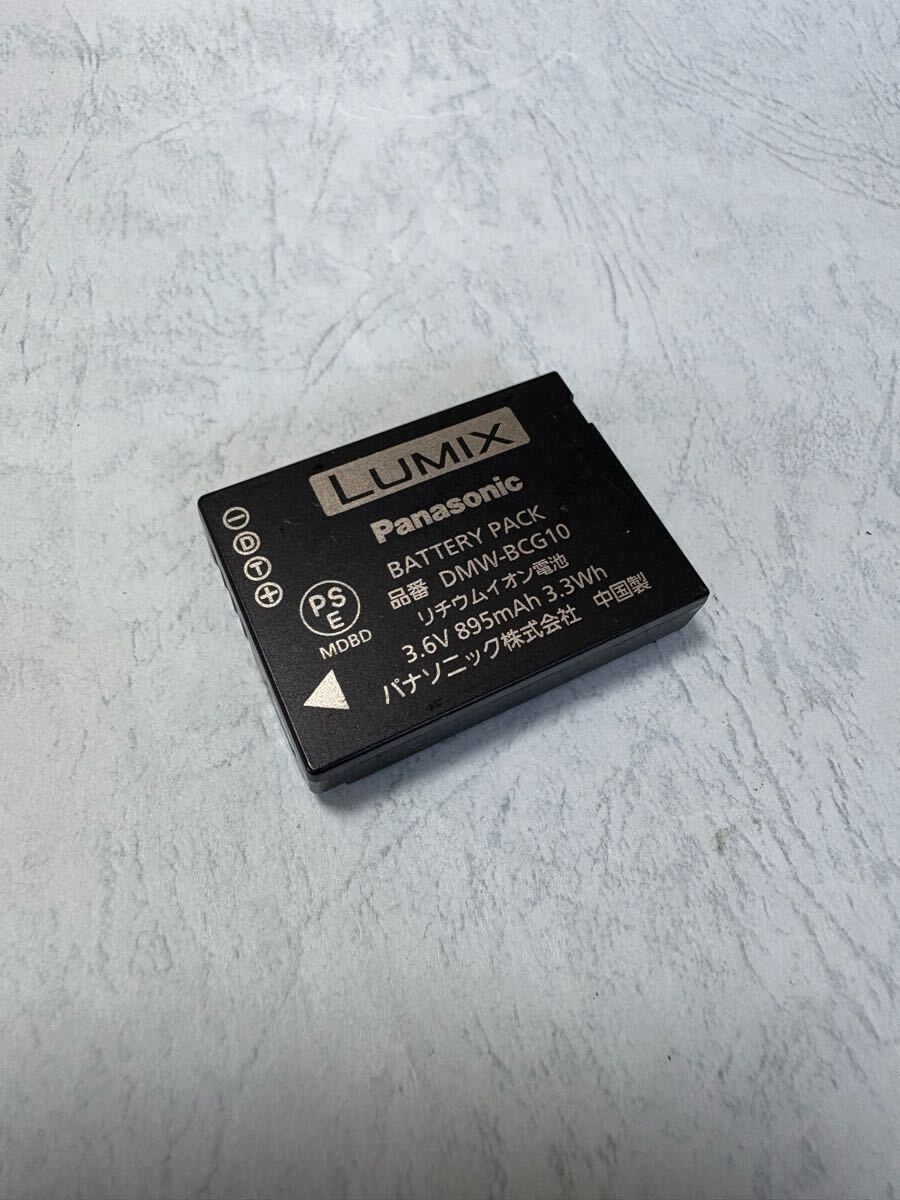 LUMIX
Panasonic
BATTERY PACK
品番 DMW-BCG10
リチウムイオン電池
3.6V 895mAh 3.3Wh
パナソニック株式会社 中国製
−
D
T
+
PS
E
MDBD